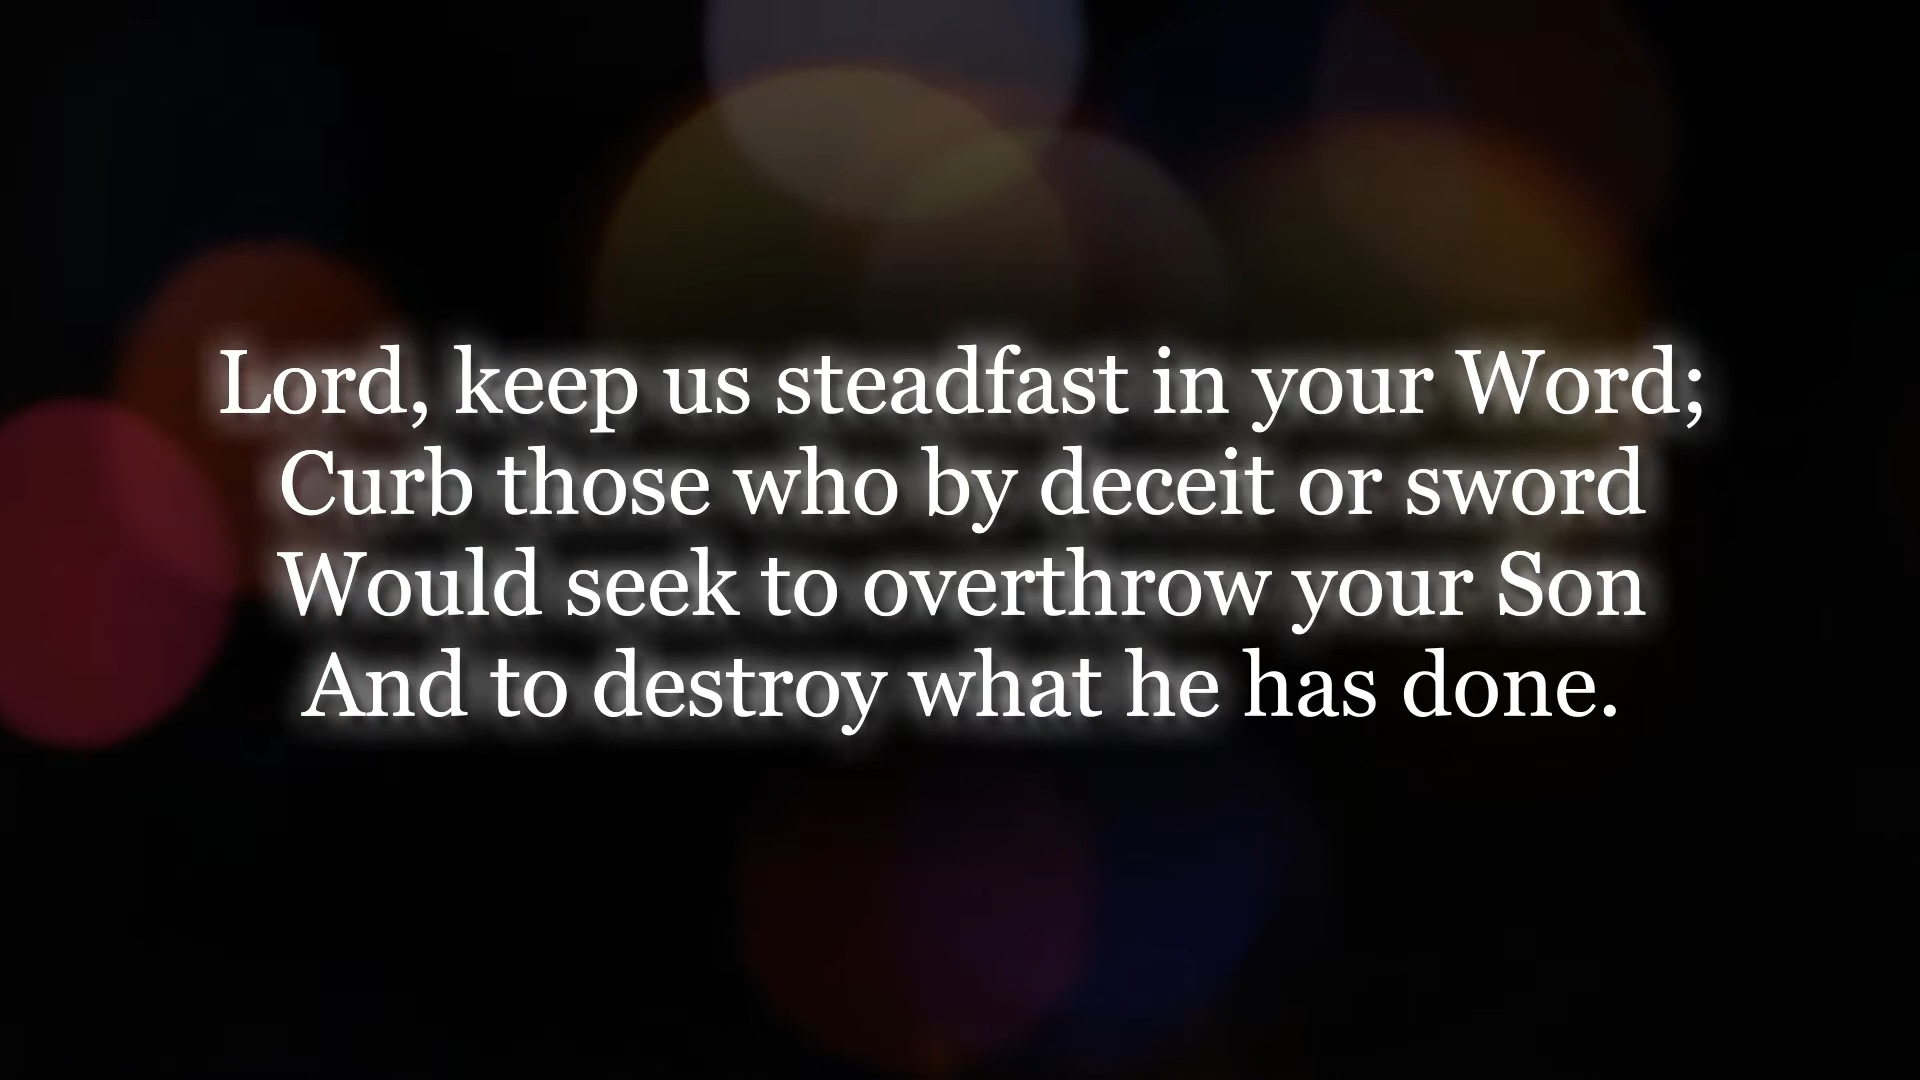 Lord, keep us steadfast in your Word;
Curb those who by deceit or sword
Would seek to overthrow your Son
And to destroy what he has done.